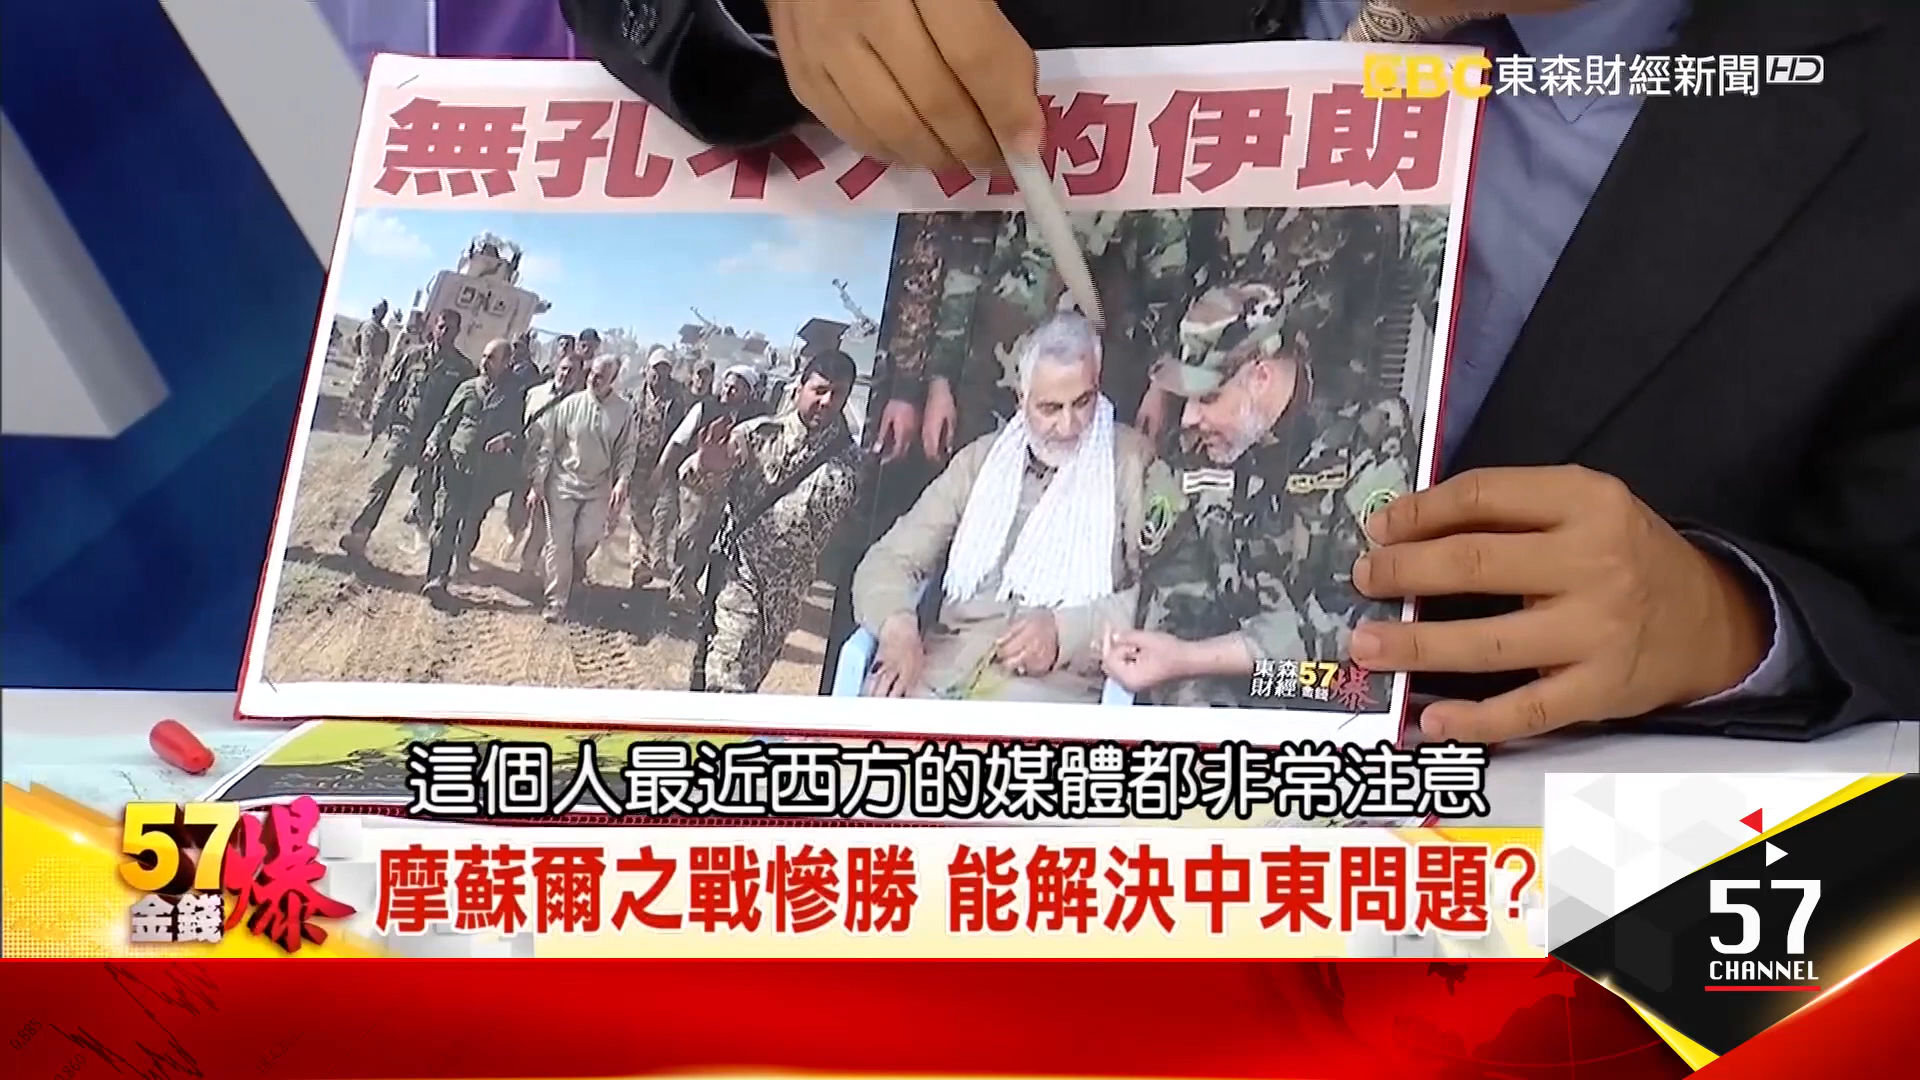 EBC東森財經新聞HD
無孔不入的伊朗
東森財經 57金錢爆
這個人最近西方的媒體都非常注意
57金錢爆
摩蘇爾之戰慘勝 能解決中東問題?
57
CHANNEL